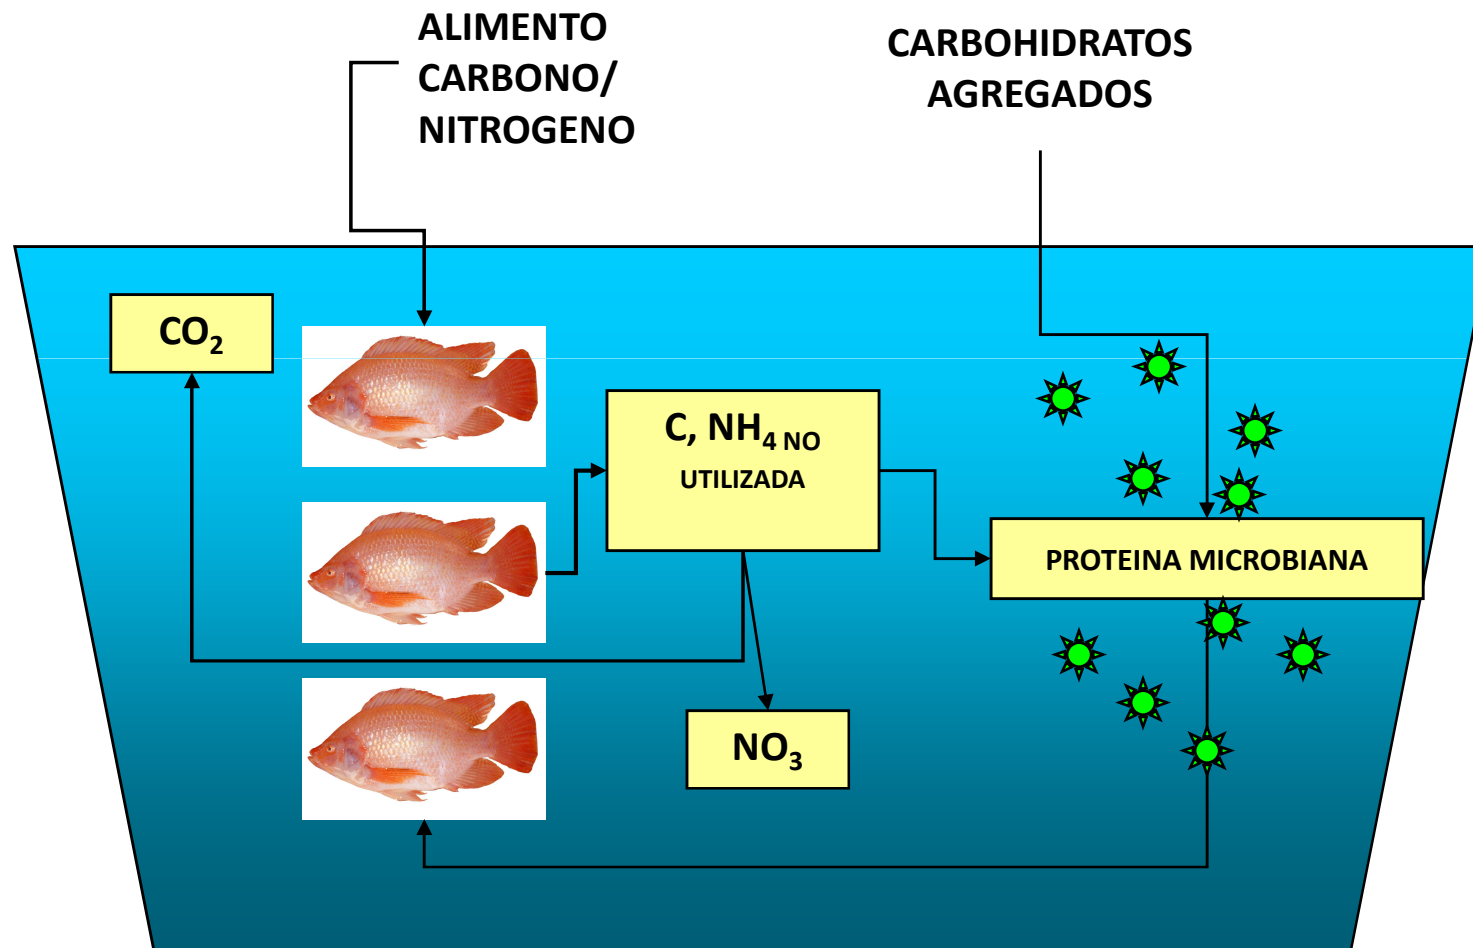 ALIMENTO
CARBONO/
NITROGENO
CARBOHIDRATOS
AGREGADOS
CO₂
C, NH₄ NO
UTILIZADA
PROTEINA MICROBIANA
NO₃